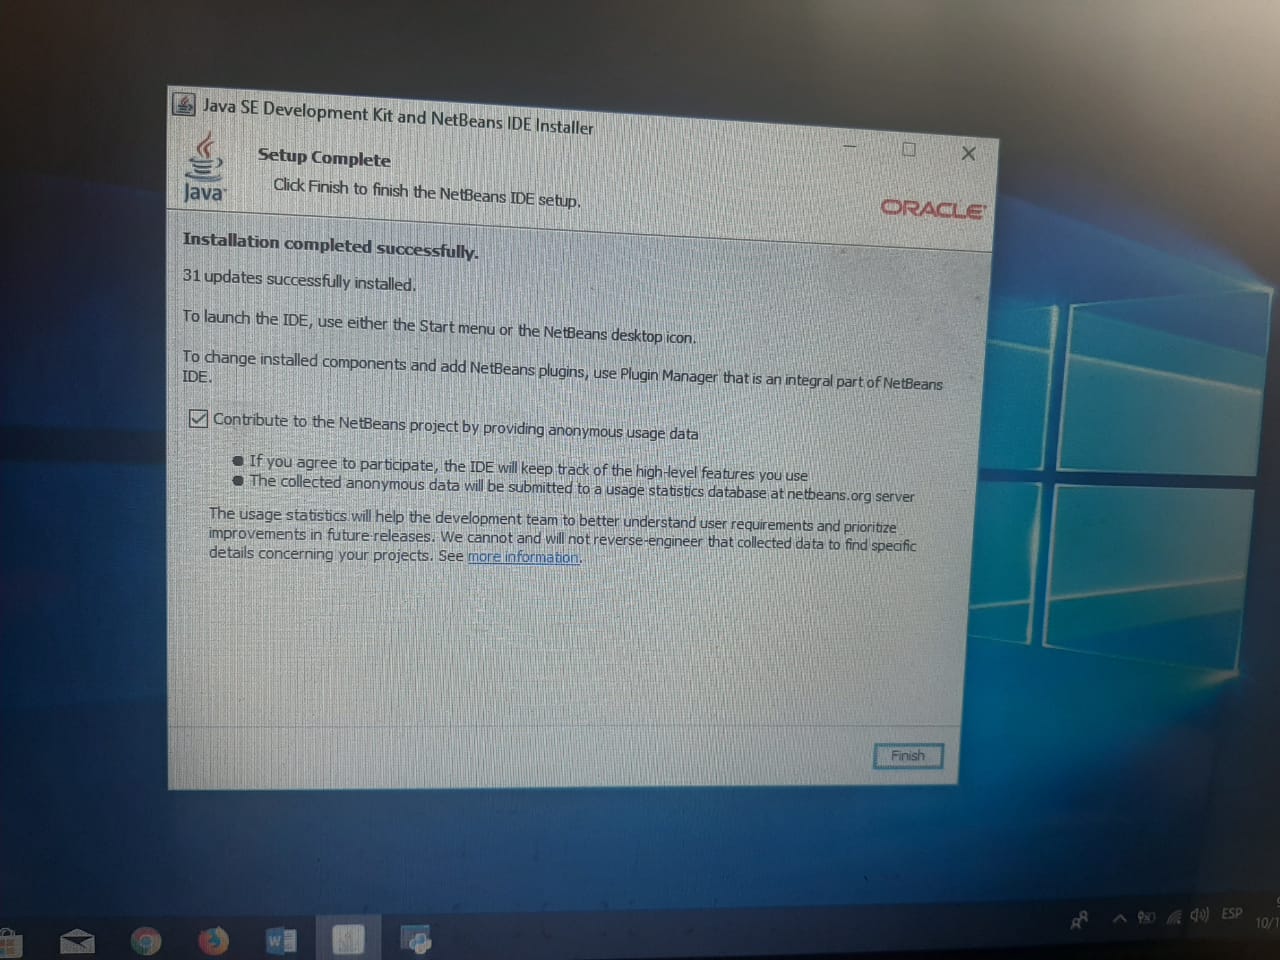 Java SE Development Kit and NetBeans IDE Installer
Setup Complete
Click Finish to finish the NetBeans IDE setup.
Java
ORACLE
Installation completed successfully.
31 updates successfully installed.
To launch the IDE, use either the Start menu or the NetBeans desktop icon.
To change installed components and add NetBeans plugins, use Plugin Manager that is an integral part of NetBeans
IDE.
Contribute to the NetBeans project by providing anonymous usage data
If you agree to participate, the IDE will keep track of the high-level features you use
The collected anonymous data will be submitted to a usage statistics database at netbeans.org server
The usage statistics will help the development team to better understand user requirements and prioritize
improvements in future releases. We cannot and will not reverse-engineer that collected data to find specific
details concerning your projects. See more information.
Finish
W
ESP
10/1